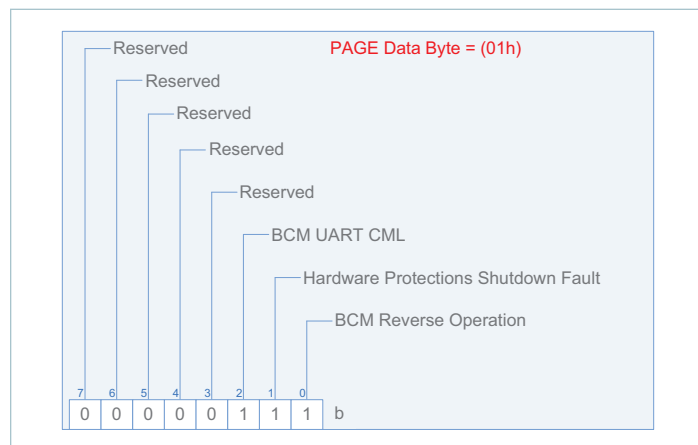 Reserved PAGE Data Byte = (01h)
Reserved
Reserved
Reserved
Reserved
BCM UART CML
Hardware Protections Shutdown Fault
BCM Reverse Operation
7 6 5 4 3 2 1 0
0 0 0 0 0 1 1 1 b